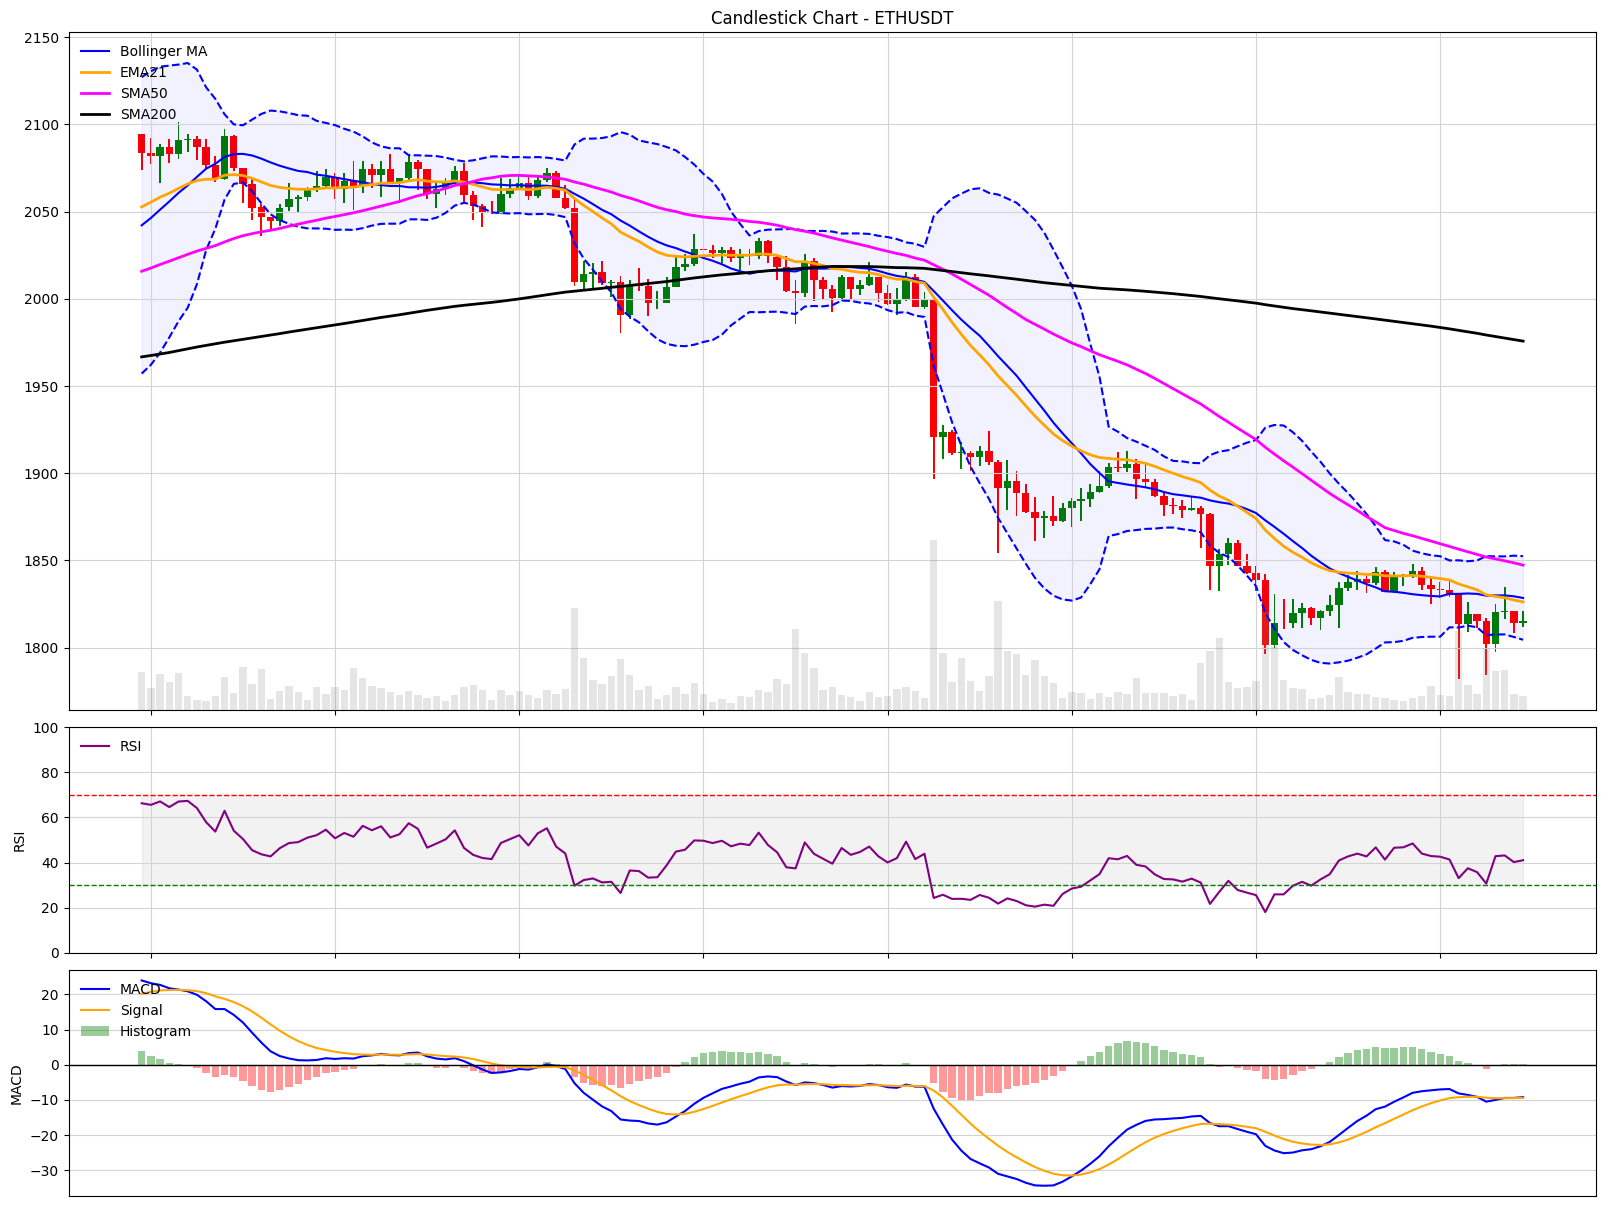 Candlestick Chart - ETHUSDT
2150
2100
2050
2000
1950
1900
1850
1800
Bollinger MA
EMA21
SMA50
SMA200
100
80
60
40
20
0
RSI
RSI
20
10
0
−10
−20
−30
MACD
MACD
Signal
Histogram